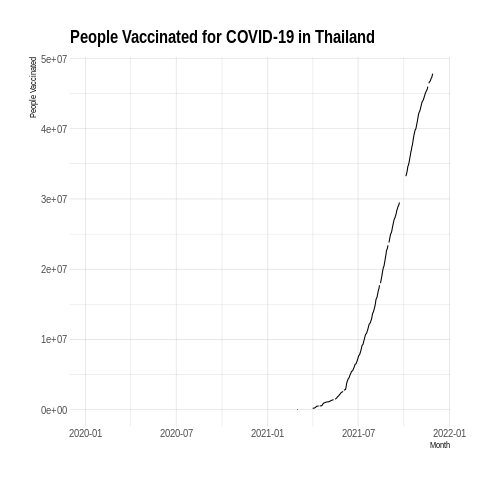 People Vaccinated for COVID-19 in Thailand
People Vaccinated
5e+07
4e+07
3e+07
2e+07
1e+07
0e+00
2020-01 2020-07 2021-01 2021-07 2022-01
Month